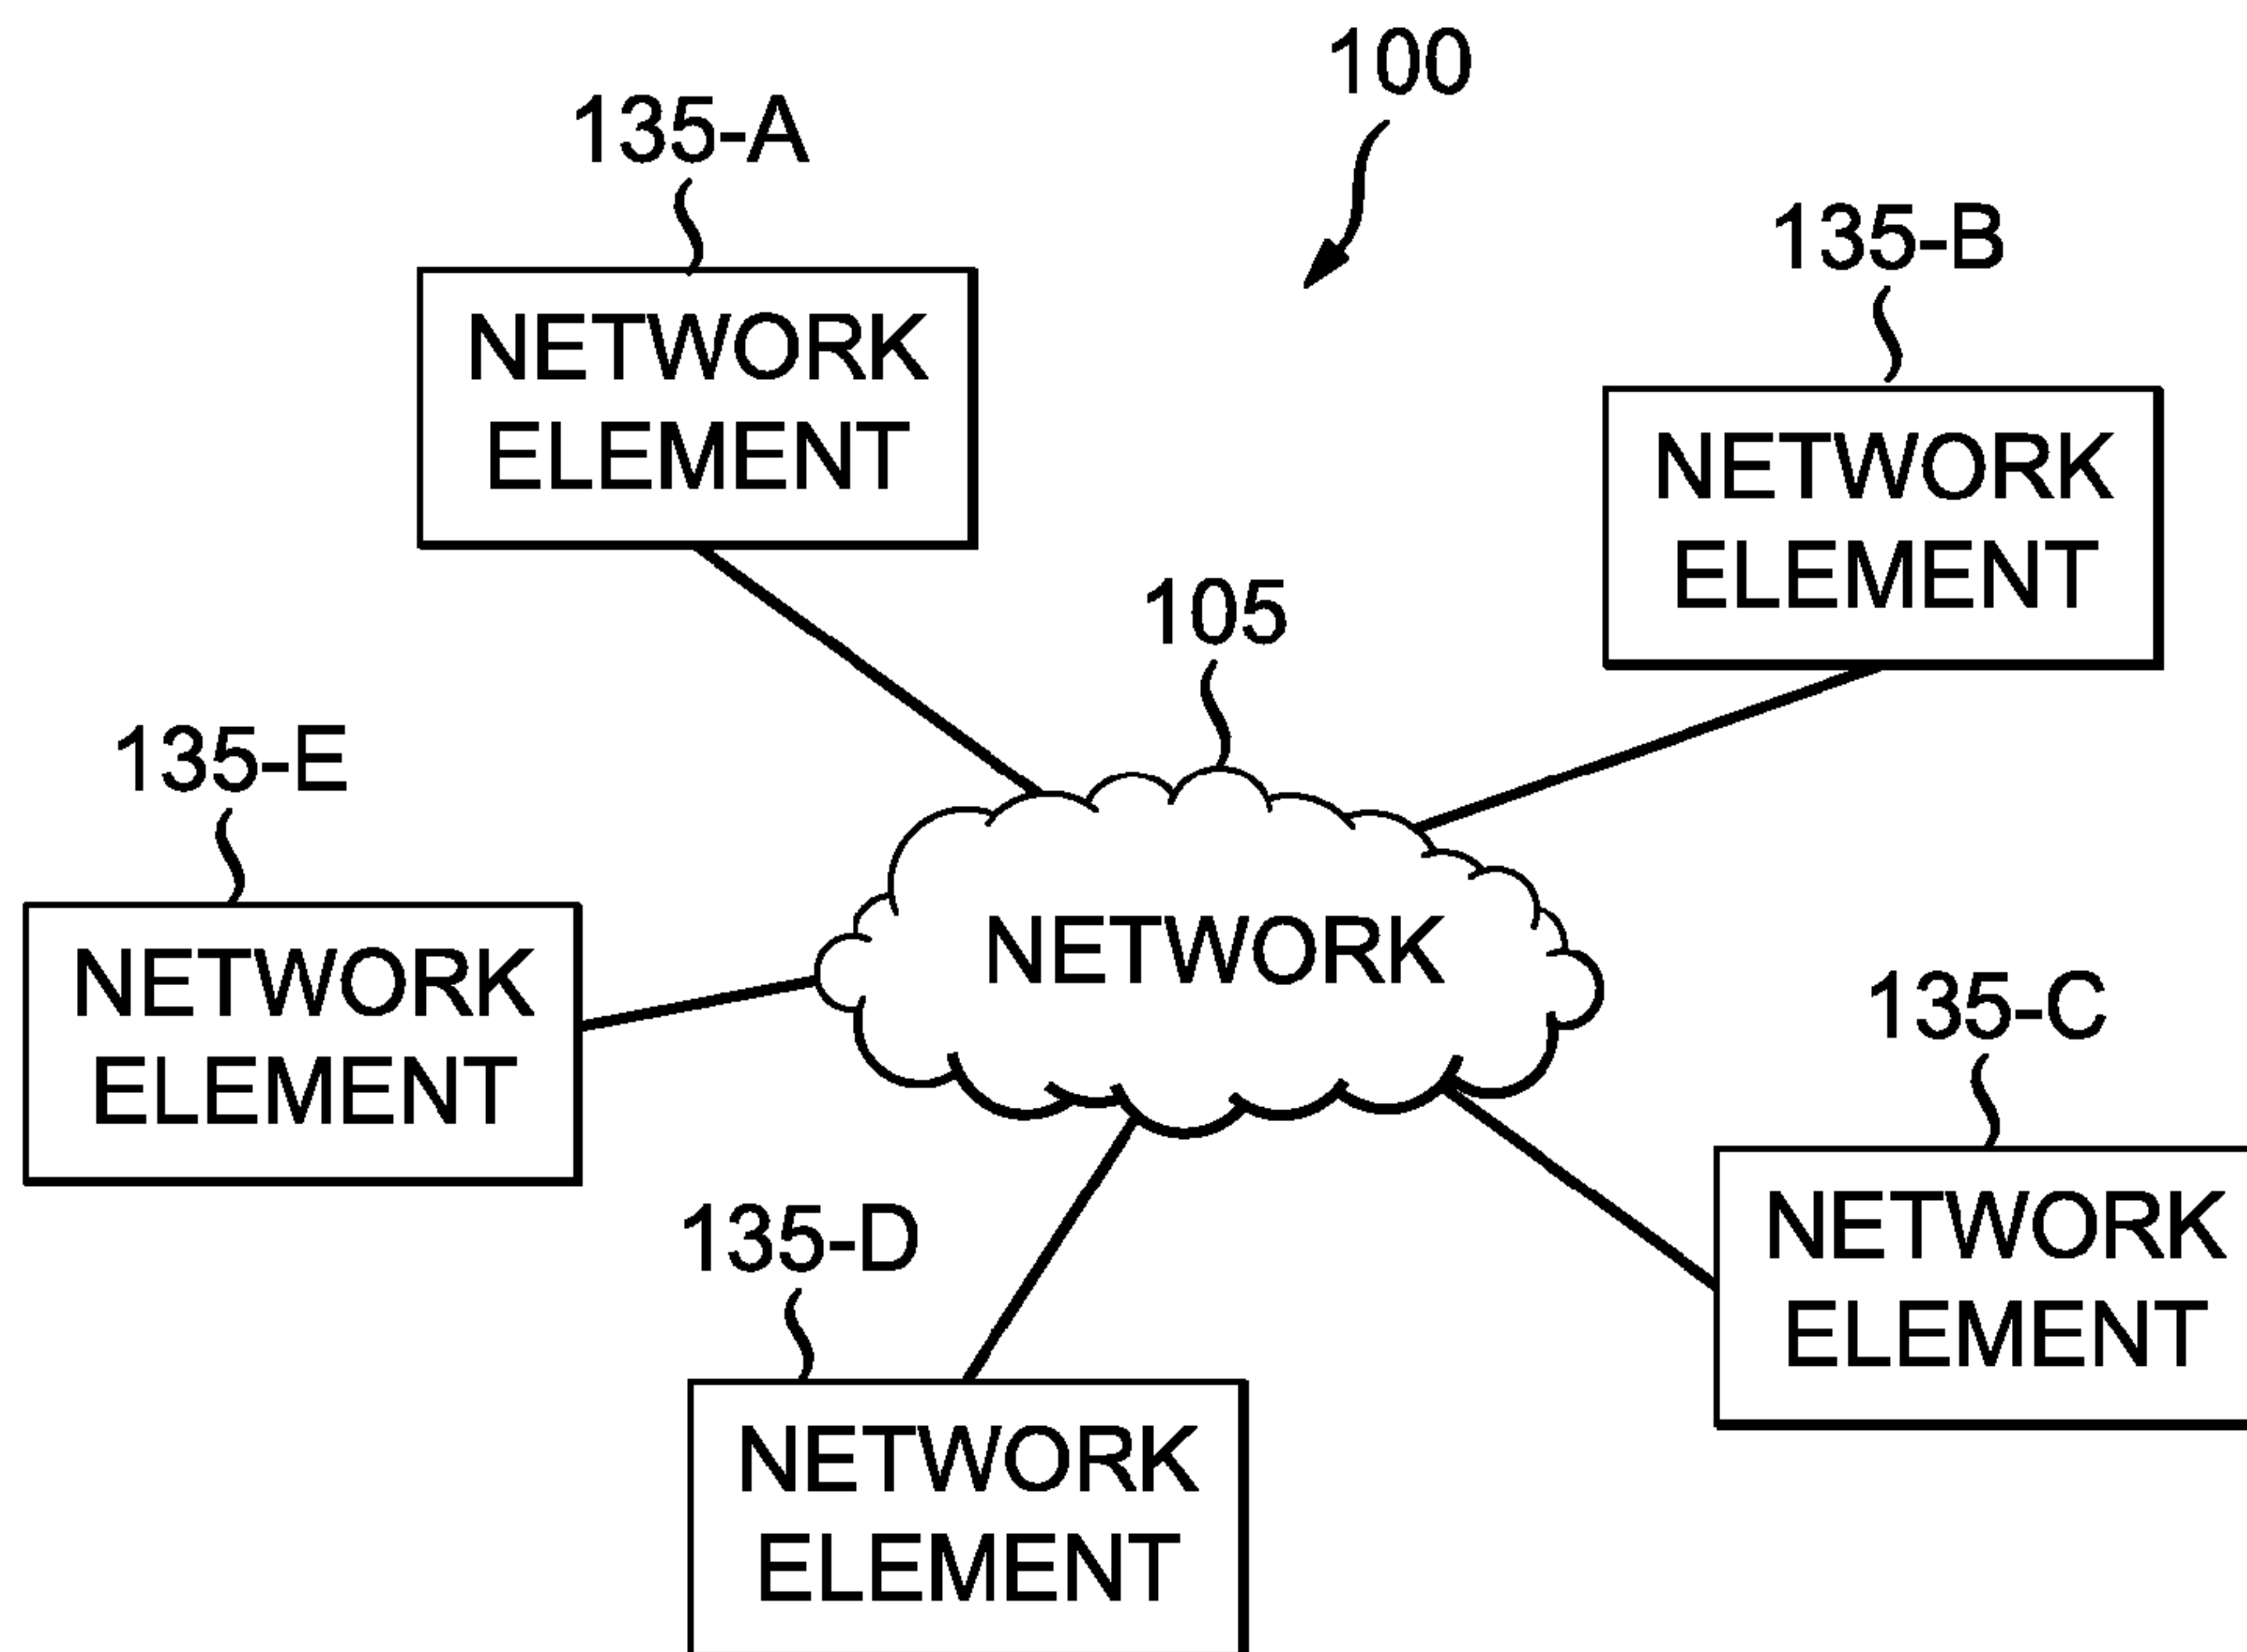 100
135-A
NETWORK
ELEMENT
135-B
NETWORK
ELEMENT
105
NETWORK
135-E
NETWORK
ELEMENT
135-C
NETWORK
ELEMENT
135-D
NETWORK
ELEMENT